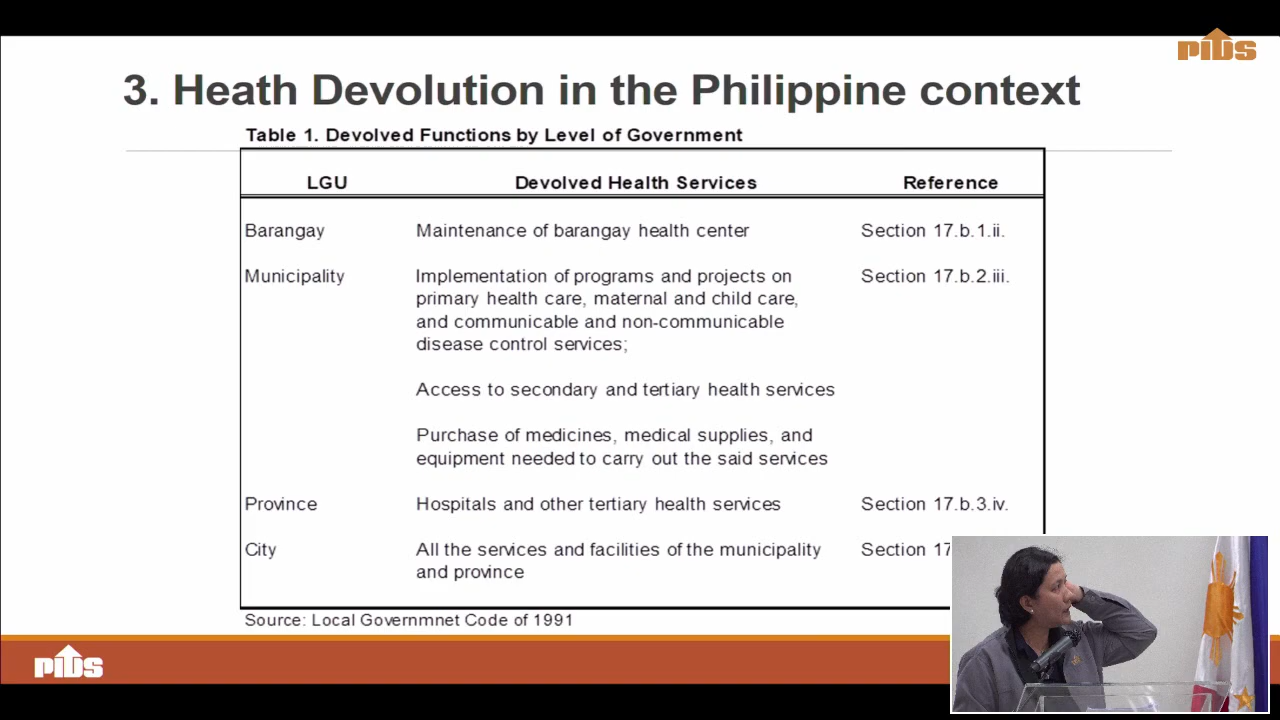 PIDS
3. Heath Devolution in the Philippine context
Table 1. Devolved Functions by Level of Government
LGU Devolved Health Services Reference
Barangay Maintenance of barangay health center Section 17.b.1.ii.
Municipality Implementation of programs and projects on Section 17.b.2.iii.
primary health care, maternal and child care,
and communicable and non-communicable
disease control services;
Access to secondary and tertiary health services
Purchase of medicines, medical supplies, and
equipment needed to carry out the said services
Province Hospitals and other tertiary health services Section 17.b.3.iv.
City All the services and facilities of the municipality Section 17
and province
Source: Local Governmnet Code of 1991
PIDS